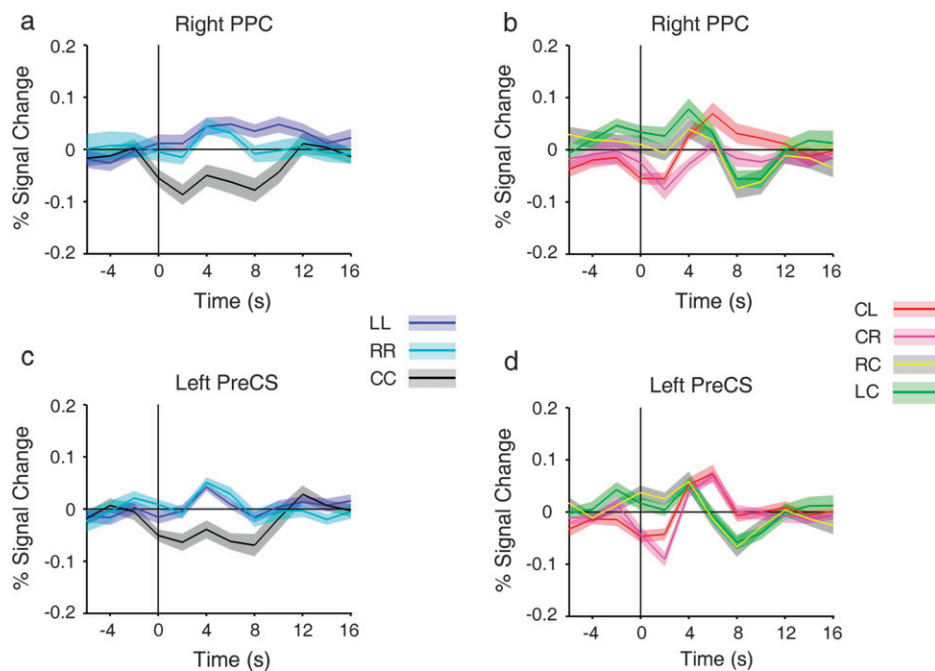 a
Right PPC
% Signal Change
0.2
0.1
0
-0.1
-0.2
-4 0 4 8 12 16
Time (s)
b
Right PPC
% Signal Change
0.2
0.1
0
-0.1
-0.2
-4 0 4 8 12 16
Time (s)
LL
RR
CC
CL
CR
RC
LC
c
Left PreCS
% Signal Change
0.2
0.1
0
-0.1
-0.2
-4 0 4 8 12 16
Time (s)
d
Left PreCS
% Signal Change
0.2
0.1
0
-0.1
-0.2
-4 0 4 8 12 16
Time (s)